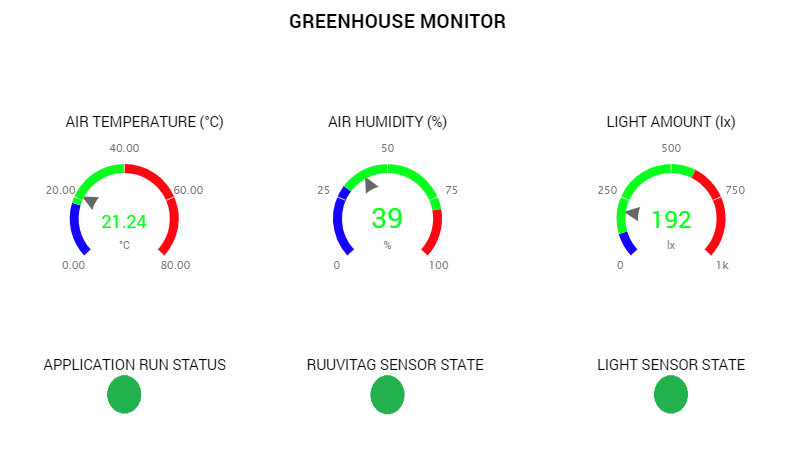 GREENHOUSE MONITOR
AIR TEMPERATURE (°C)
40.00
20.00
60.00
21.24
°C
0.00
80.00
AIR HUMIDITY (%)
50
25
75
39
%
0
100
LIGHT AMOUNT (lx)
500
250
750
192
lx
0
1k
APPLICATION RUN STATUS
RUUVITAG SENSOR STATE
LIGHT SENSOR STATE